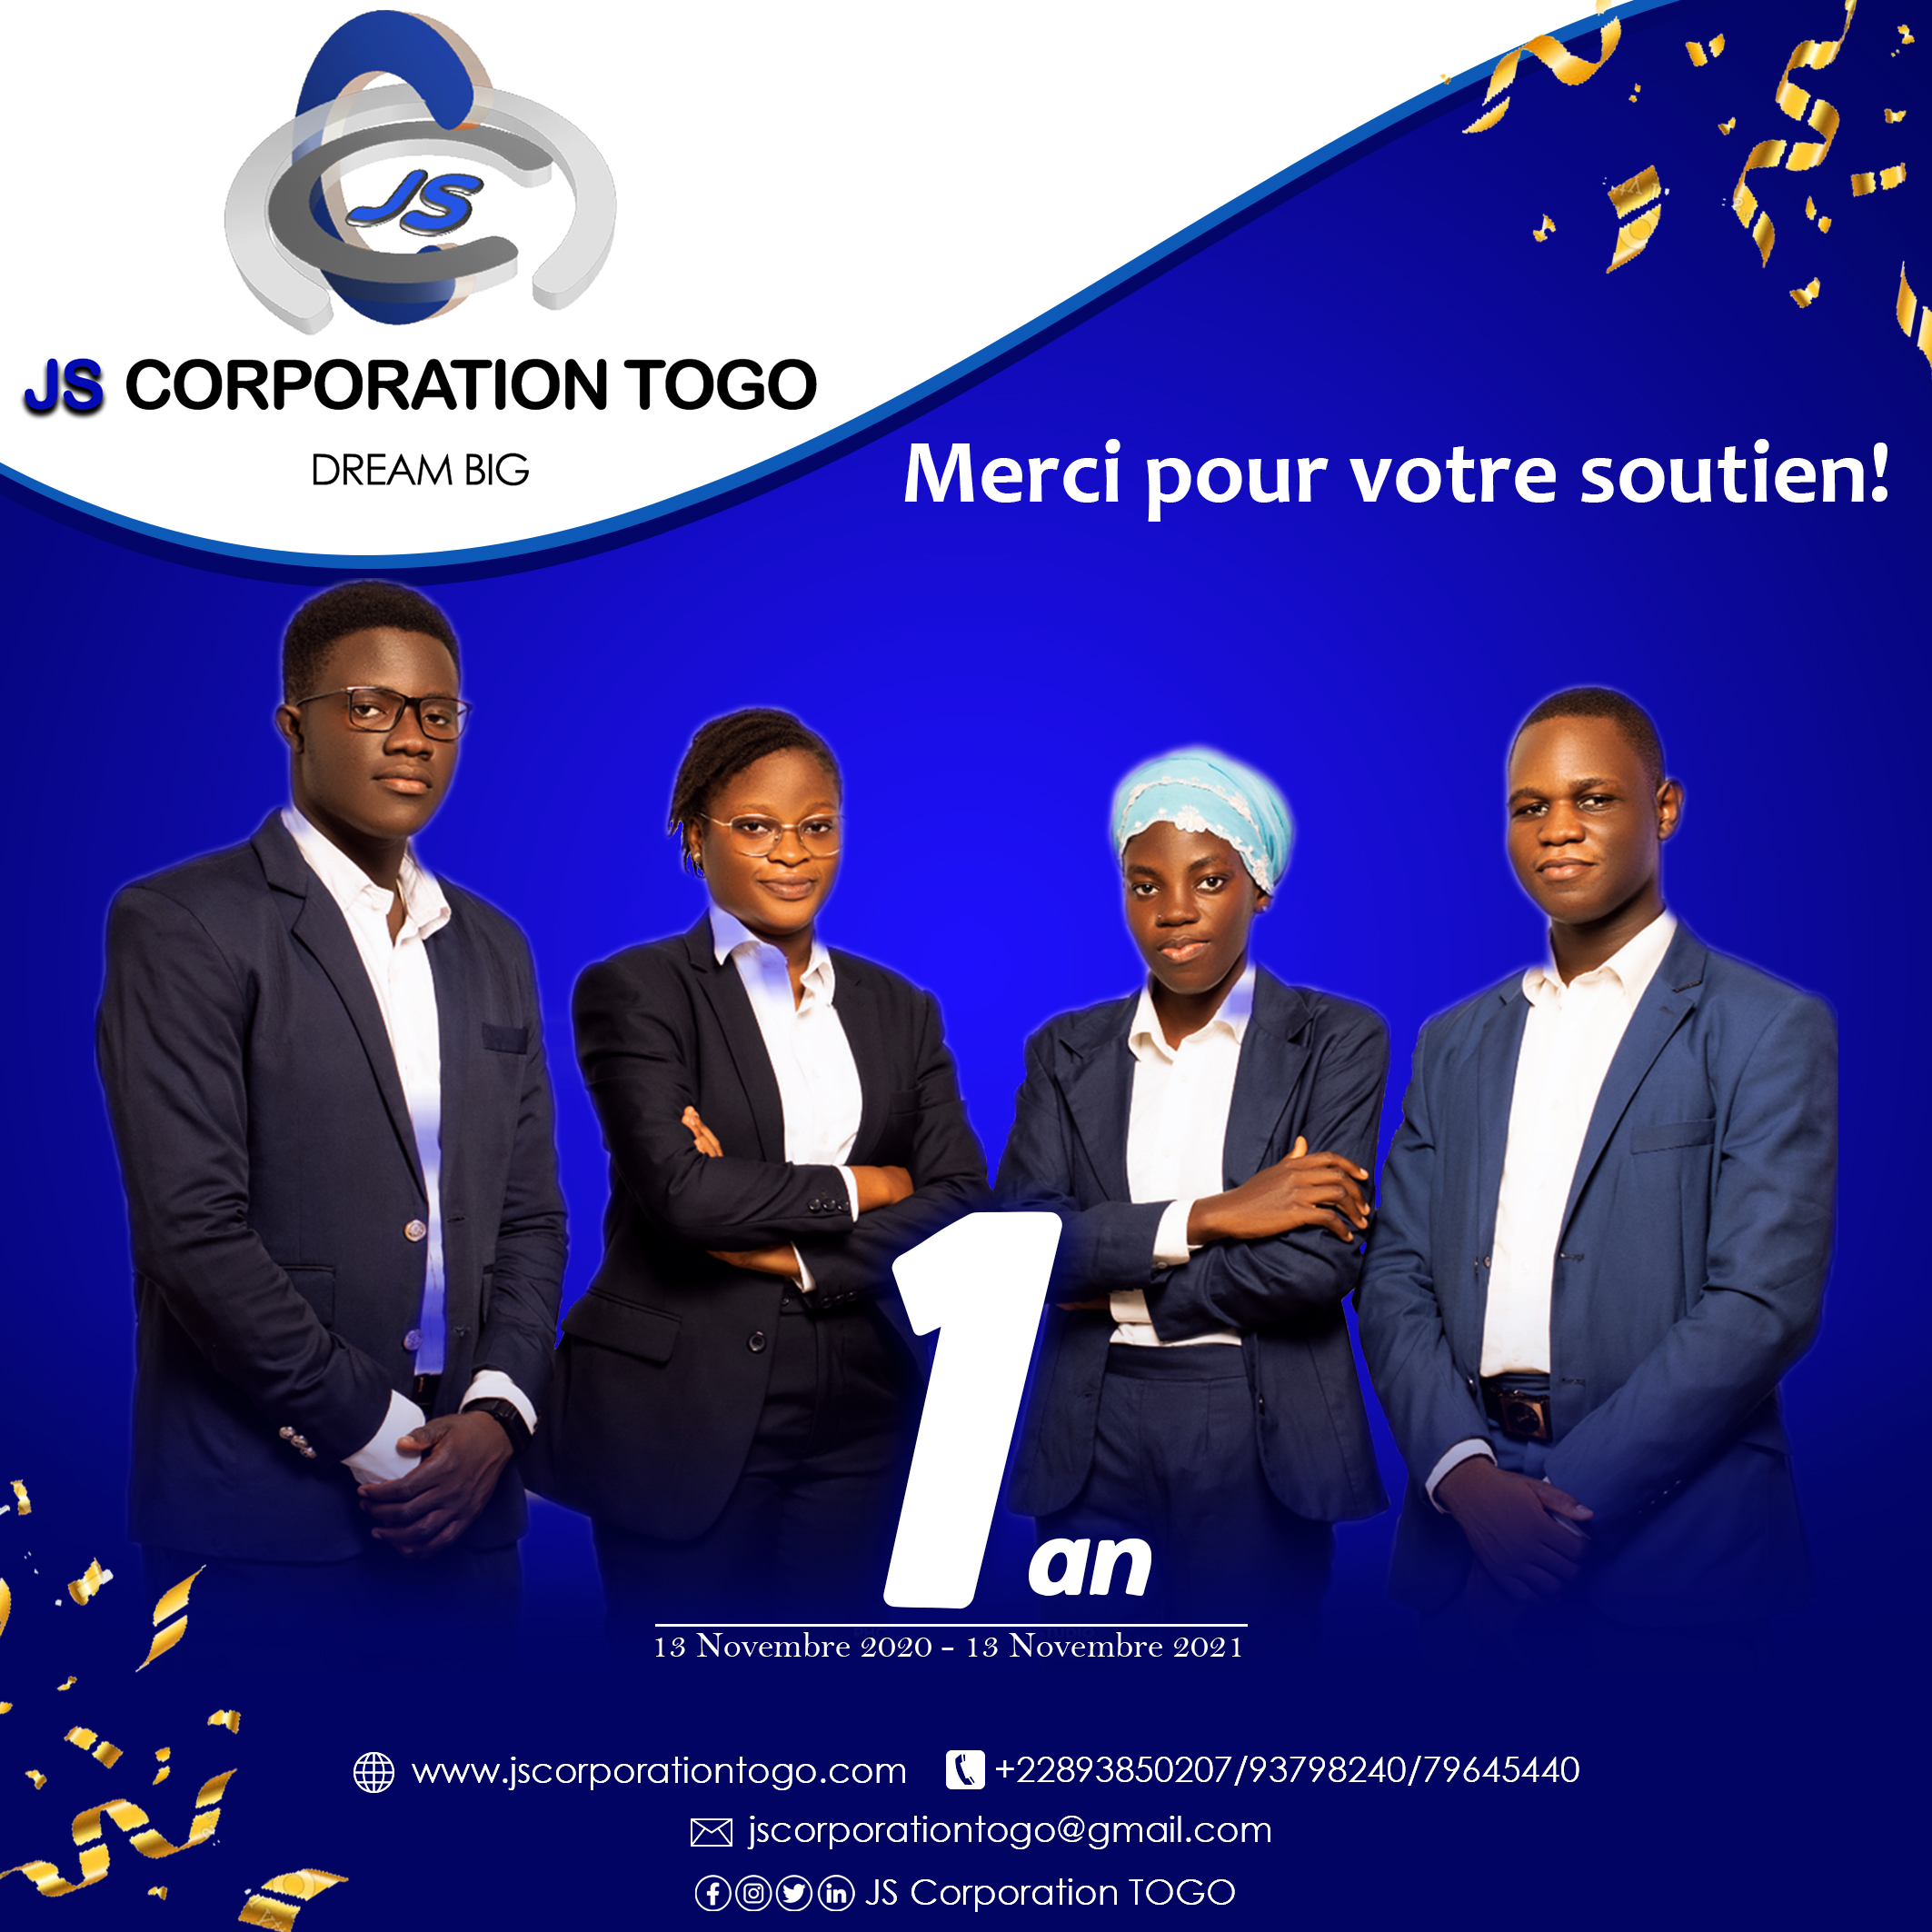 JS
JS CORPORATION TOGO
DREAM BIG
Merci pour votre soutien!
1 an
13 Novembre 2020 - 13 Novembre 2021
www.jscorporationtogo.com
+22893850207/93798240/79645440
jscorporationtogo@gmail.com
JS Corporation TOGO